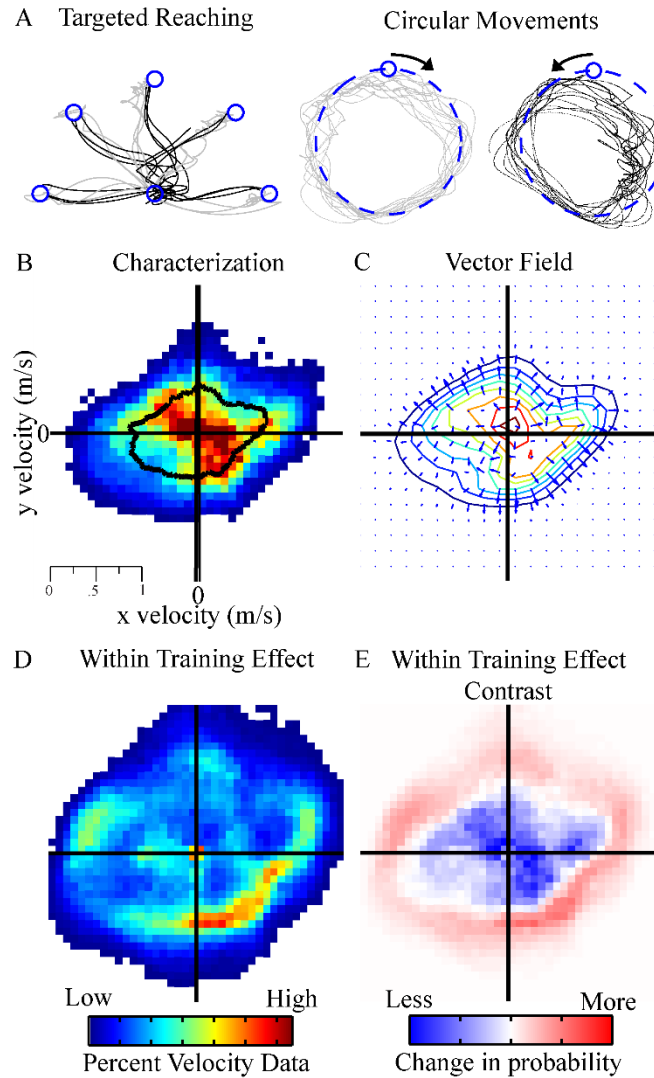 A Targeted Reaching Circular Movements
B Characterization C Vector Field
y velocity (m/s)
0
0 .5 1
0
x velocity (m/s)
D Within Training Effect E Within Training Effect
Contrast
Low High Less More
Percent Velocity Data Change in probability